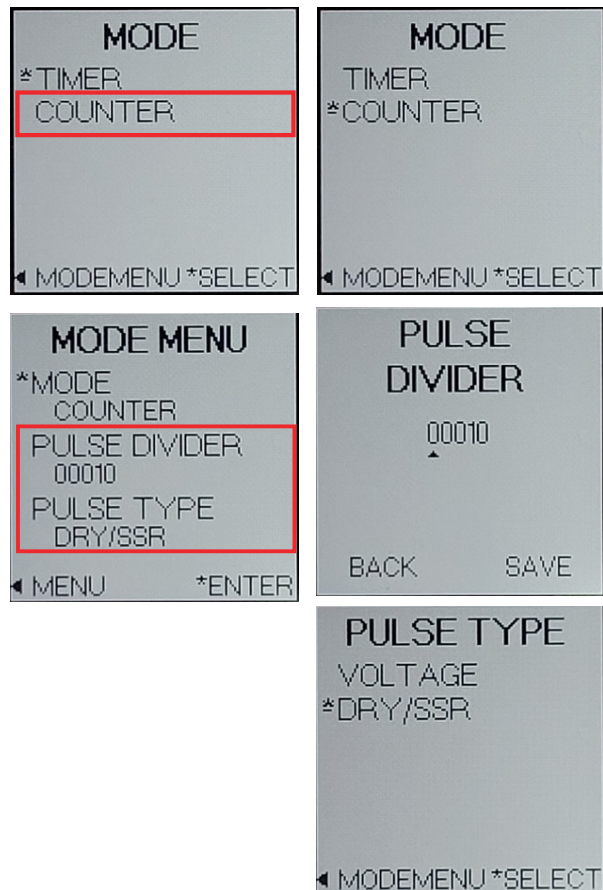 MODE
*TIMER
COUNTER
◀ MODEMENU *SELECT
MODE
TIMER
*COUNTER
◀ MODEMENU *SELECT
MODE MENU
*MODE
COUNTER
PULSE DIVIDER
00010
PULSE TYPE
DRY/SSR
◀ MENU *ENTER
PULSE
DIVIDER
00010
BACK SAVE
PULSE TYPE
VOLTAGE
*DRY/SSR
◀ MODEMENU *SELECT